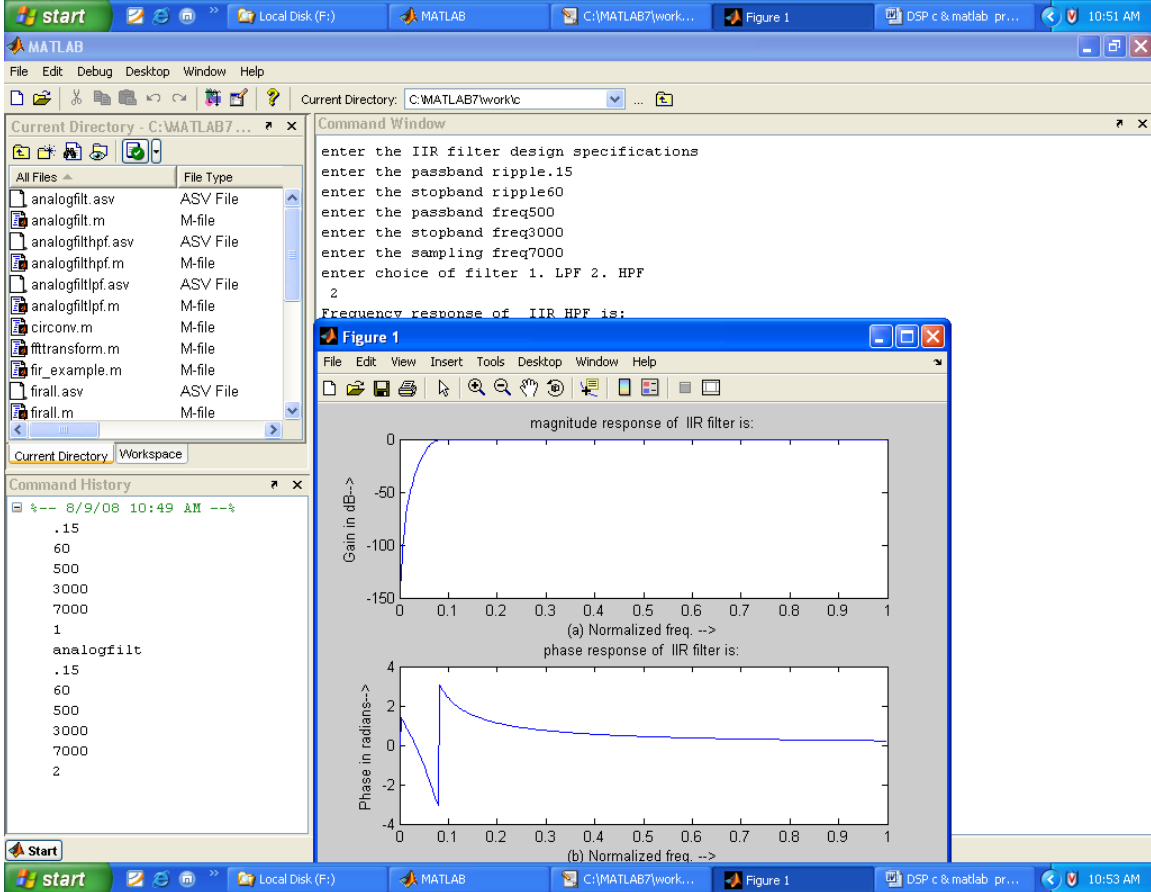 start
Local Disk (F:)
MATLAB
C:\MATLAB7\work...
Figure 1
DSP c & matlab pr...
10:51 AM
MATLAB
File Edit Debug Desktop Window Help
Current Directory: C:\MATLAB7\work\c
...
Current Directory - C:\MATLAB7...
All Files File Type
analogfilt.asv ASV File
analogfilt.m M-file
analogfilthpf.asv ASV File
analogfilthpf.m M-file
analogfiltlpf.asv ASV File
analogfiltlpf.m M-file
circonv.m M-file
ffttransform.m M-file
fir_example.m M-file
firall.asv ASV File
firall.m M-file
Current Directory Workspace
Command History
%-- 8/9/08 10:49 AM --%
.15
60
500
3000
7000
1
analogfilt
.15
60
500
3000
7000
2
Command Window
enter the IIR filter design specifications
enter the passband ripple.15
enter the stopband ripple60
enter the passband freq500
enter the stopband freq3000
enter the sampling freq7000
enter choice of filter 1. LPF 2. HPF
2
Frequency response of IIR HPF is:
Figure 1
File Edit View Insert Tools Desktop Window Help
magnitude response of IIR filter is:
0
-50
-100
-150
Gain in dB-->
0 0.1 0.2 0.3 0.4 0.5 0.6 0.7 0.8 0.9 1
(a) Normalized freq. -->
phase response of IIR filter is:
4
2
0
-2
-4
Phase in radians-->
0 0.1 0.2 0.3 0.4 0.5 0.6 0.7 0.8 0.9 1
(b) Normalized freq. -->
Start
start
Local Disk (F:)
MATLAB
C:\MATLAB7\work...
Figure 1
DSP c & matlab pr...
10:53 AM